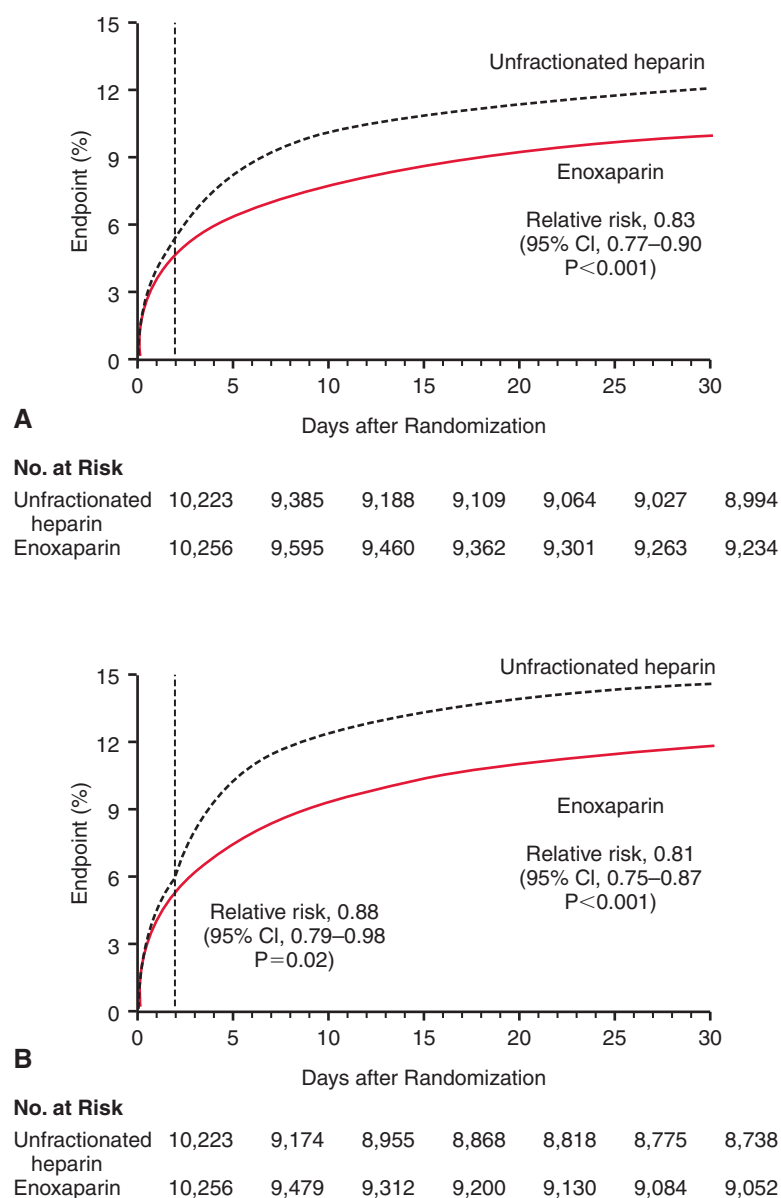 15
Unfractionated heparin
12
9
Enoxaparin
Endpoint (%)
Relative risk, 0.83
(95% CI, 0.77–0.90
P<0.001)
6
3
0
0 5 10 15 20 25 30
A
Days after Randomization
No. at Risk
Unfractionated 10,223 9,385 9,188 9,109 9,064 9,027 8,994
heparin
Enoxaparin 10,256 9,595 9,460 9,362 9,301 9,263 9,234
Unfractionated heparin
15
12
9
Enoxaparin
Endpoint (%)
Relative risk, 0.81
(95% CI, 0.75–0.87
P<0.001)
6
Relative risk, 0.88
(95% CI, 0.79–0.98
P=0.02)
3
0
0 5 10 15 20 25 30
B
Days after Randomization
No. at Risk
Unfractionated 10,223 9,174 8,955 8,868 8,818 8,775 8,738
heparin
Enoxaparin 10,256 9,479 9,312 9,200 9,130 9,084 9,052